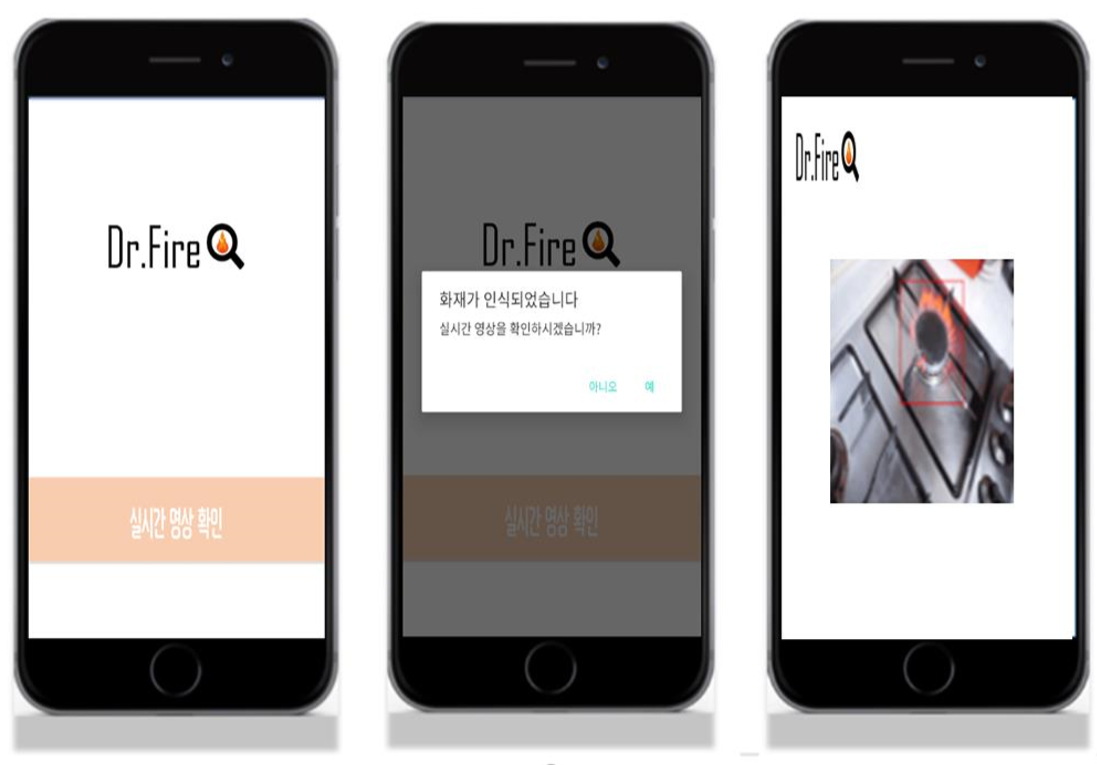 Dr.Fire
실시간 영상 확인
Dr.Fire
화재가 인식되었습니다
실시간 영상을 확인하시겠습니까?
아니오 예
실시간 영상 확인
Dr.Fire